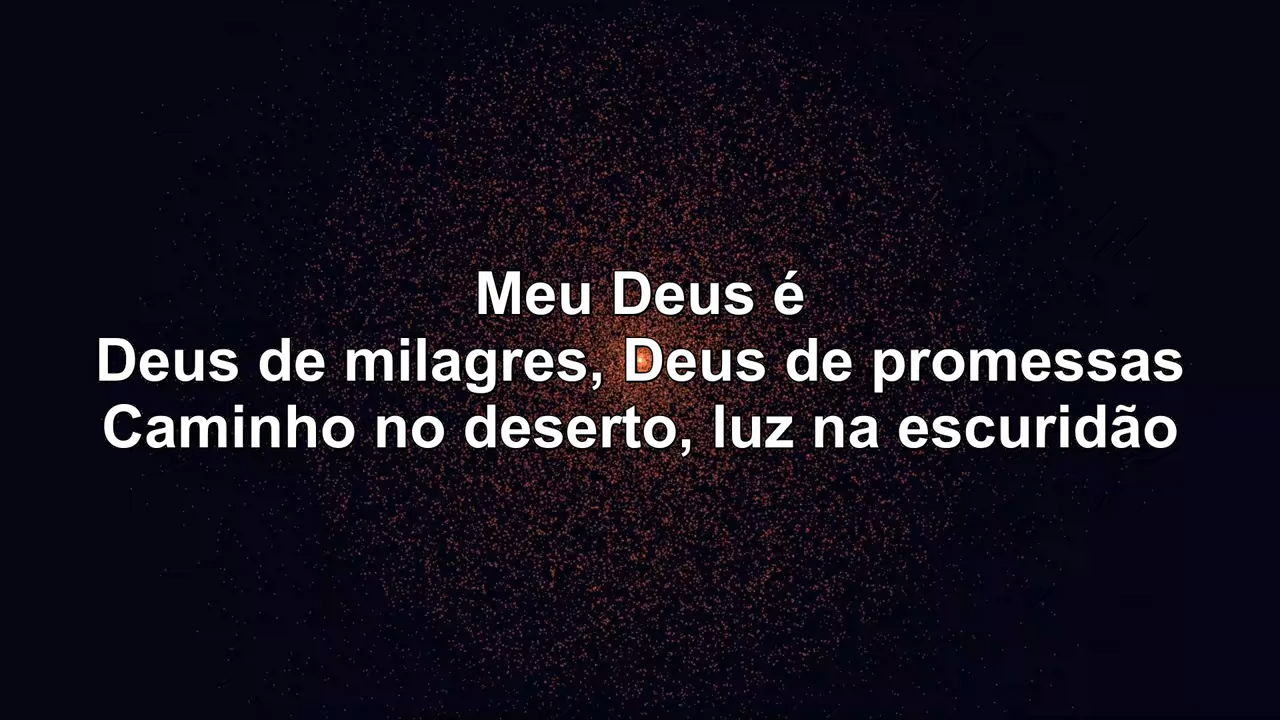 Meu Deus é
Deus de milagres, Deus de promessas
Caminho no deserto, luz na escuridão